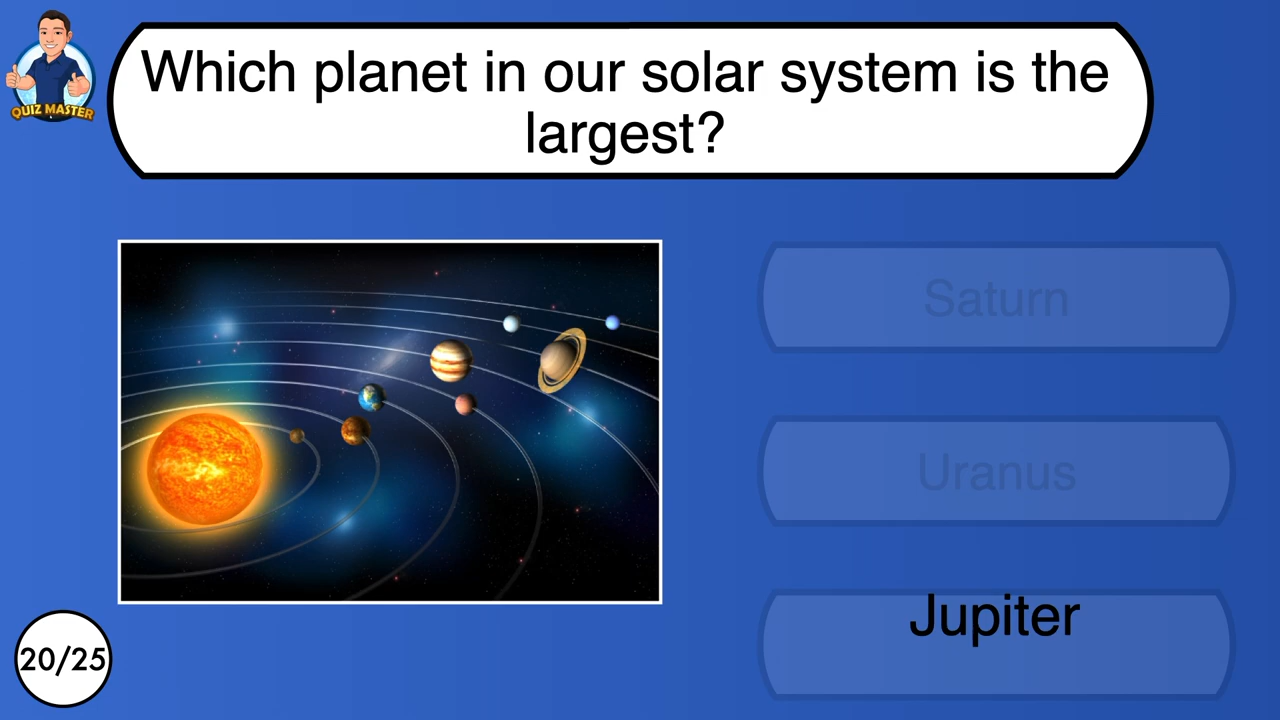 QUIZ MASTER
Which planet in our solar system is the
largest?
Saturn
Uranus
Jupiter
20/25